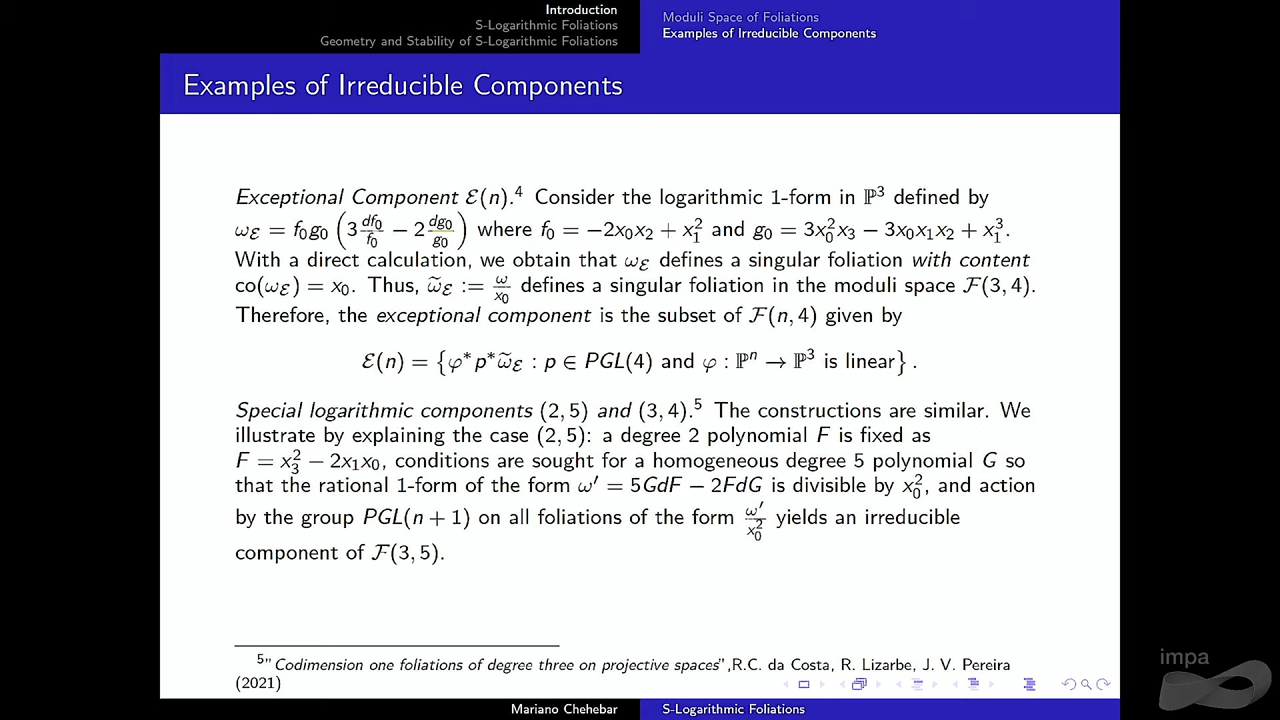 Introduction
S-Logarithmic Foliations
Geometry and Stability of S-Logarithmic Foliations
Moduli Space of Foliations
Examples of Irreducible Components
Examples of Irreducible Components
Exceptional Component ℰ(n).⁴ Consider the logarithmic 1-form in ℙ³ defined by
ω_ℰ = f₀g₀ (3 df₀/f₀ − 2 dg₀/g₀) where f₀ = −2x₀x₂ + x₁² and g₀ = 3x₀²x₃ − 3x₀x₁x₂ + x₁³.
With a direct calculation, we obtain that ω_ℰ defines a singular foliation with content
co(ω_ℰ) = x₀. Thus, ω̃_ℰ := ω/x₀ defines a singular foliation in the moduli space ℱ(3, 4).
Therefore, the exceptional component is the subset of ℱ(n, 4) given by
ℰ(n) = {φ*p*ω̃_ℰ : p ∈ PGL(4) and φ : ℙⁿ → ℙ³ is linear} .
Special logarithmic components (2, 5) and (3, 4).⁵ The constructions are similar. We
illustrate by explaining the case (2, 5): a degree 2 polynomial F is fixed as
F = x₃² − 2x₁x₀, conditions are sought for a homogeneous degree 5 polynomial G so
that the rational 1-form of the form ω′ = 5GdF − 2FdG is divisible by x₀², and action
by the group PGL(n + 1) on all foliations of the form ω′/x₀² yields an irreducible
component of ℱ(3, 5).
⁵"Codimension one foliations of degree three on projective spaces",R.C. da Costa, R. Lizarbe, J. V. Pereira
(2021)
impa
Mariano Chehebar
S-Logarithmic Foliations